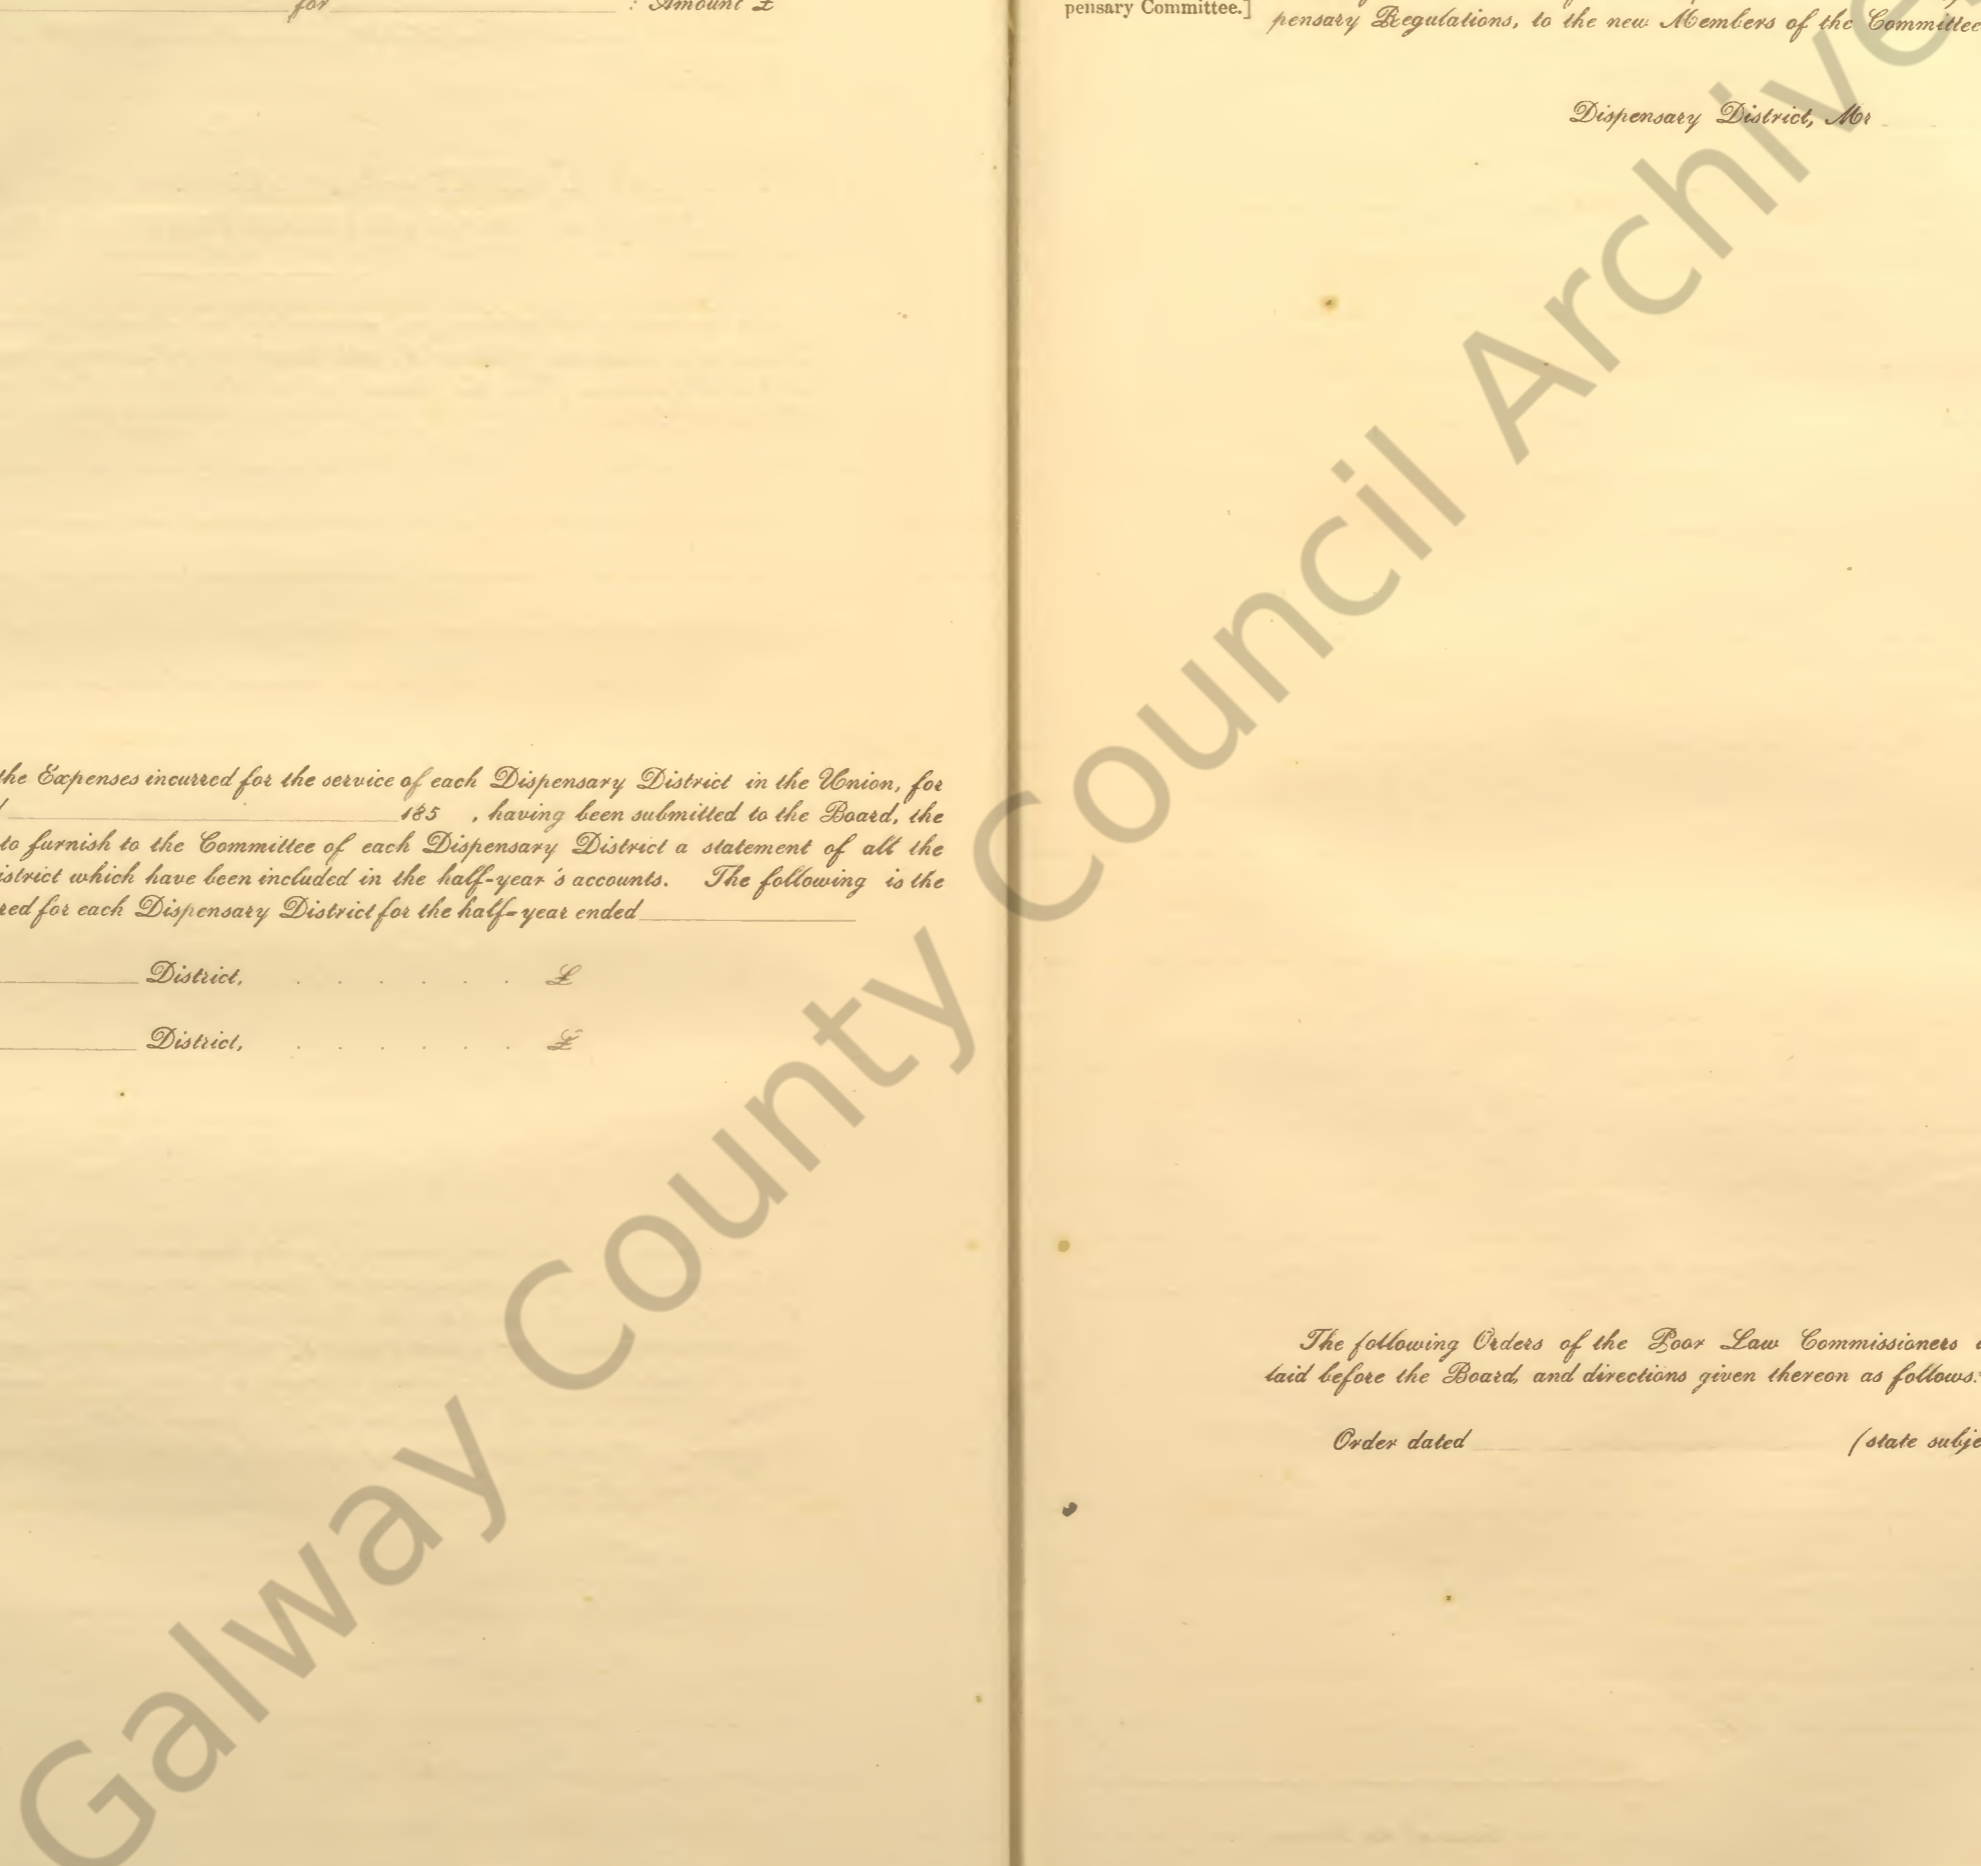 for : Amount £
the Expenses incurred for the service of each Dispensary District in the Union, for
185 , having been submitted to the Board, the
to furnish to the Committee of each Dispensary District a statement of all the
istrict which have been included in the half-year's accounts. The following is the
red for each Dispensary District for the half-year ended
District, . . . . . . £
District, . . . . . . £
pensary Committee.]
pensary Regulations, to the new Members of the Committee
Dispensary District, Mr
The following Orders of the Poor Law Commissioners
laid before the Board, and directions given thereon as follows:
Order dated (state subje
Galway County Council Archive